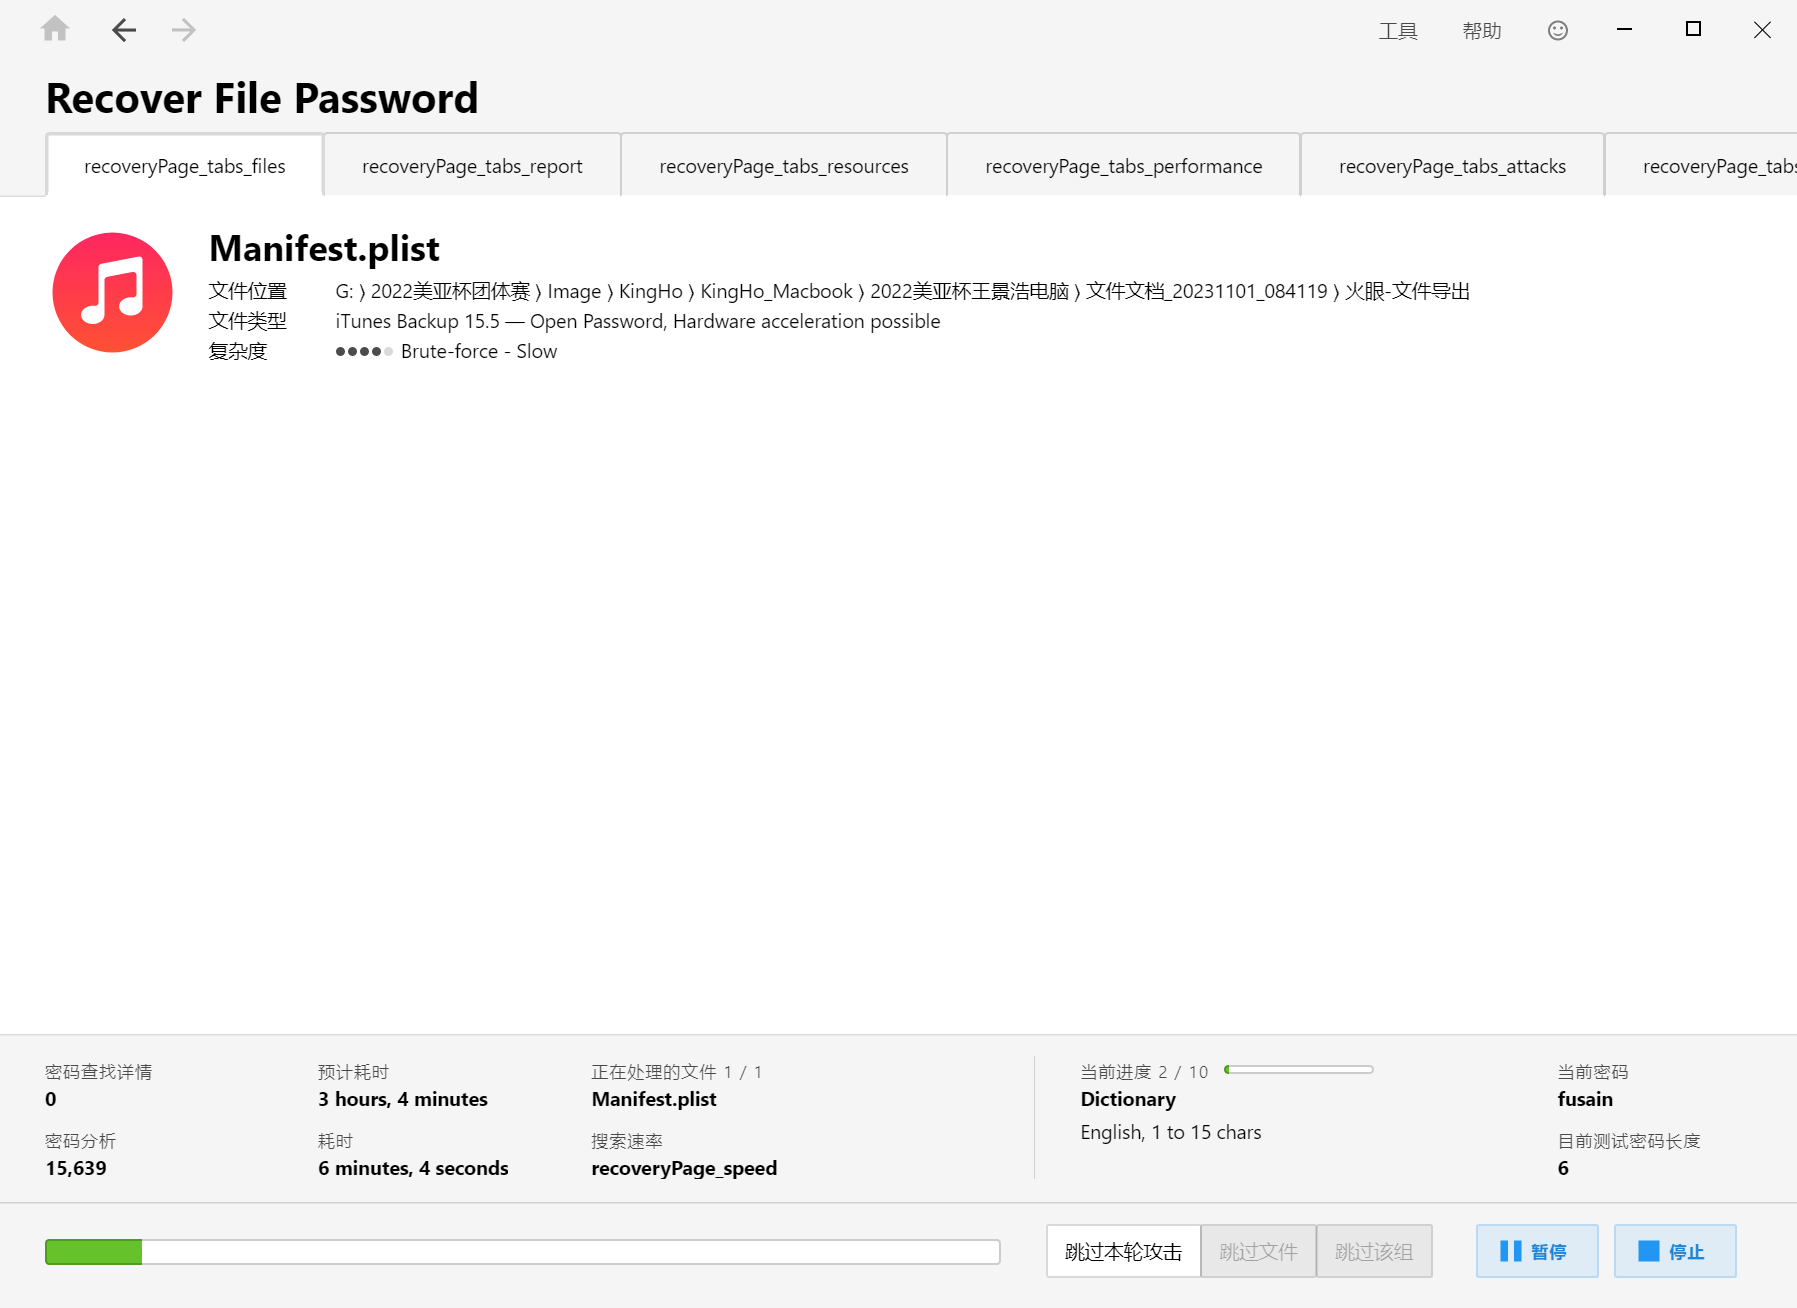 工具 帮助
Recover File Password
recoveryPage_tabs_files recoveryPage_tabs_report recoveryPage_tabs_resources recoveryPage_tabs_performance recoveryPage_tabs_attacks recoveryPage_tabs
Manifest.plist
文件位置 G: ⟩ 2022美亚杯团体赛 ⟩ Image ⟩ KingHo ⟩ KingHo_Macbook ⟩ 2022美亚杯王景浩电脑 ⟩ 文件文档_20231101_084119 ⟩ 火眼-文件导出
文件类型 iTunes Backup 15.5 — Open Password, Hardware acceleration possible
复杂度 Brute-force - Slow
密码查找详情 预计耗时 正在处理的文件 1 / 1 当前进度 2 / 10 当前密码
0 3 hours, 4 minutes Manifest.plist Dictionary fusain
English, 1 to 15 chars
密码分析 耗时 搜索速率 目前测试密码长度
15,639 6 minutes, 4 seconds recoveryPage_speed 6
跳过本轮攻击 跳过文件 跳过该组 暂停 停止